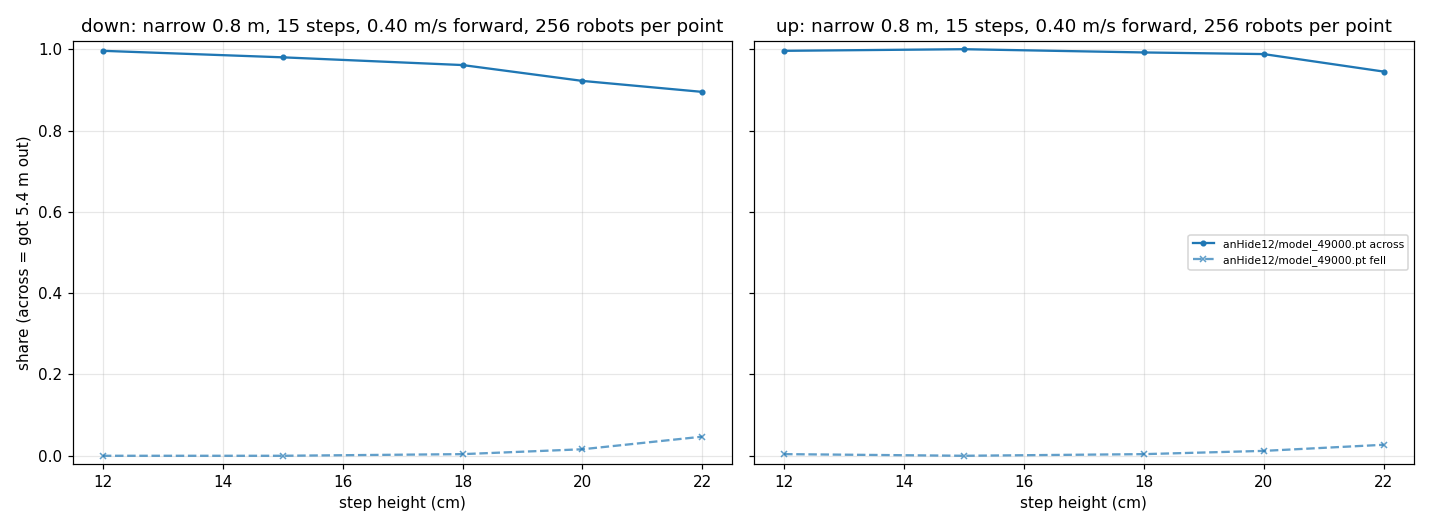 down: narrow 0.8 m, 15 steps, 0.40 m/s forward, 256 robots per point
up: narrow 0.8 m, 15 steps, 0.40 m/s forward, 256 robots per point
share (across = got 5.4 m out)
1.0
0.8
0.6
0.4
0.2
0.0
12 14 16 18 20 22
step height (cm)
anHide12/model_49000.pt across
anHide12/model_49000.pt fell
12 14 16 18 20 22
step height (cm)